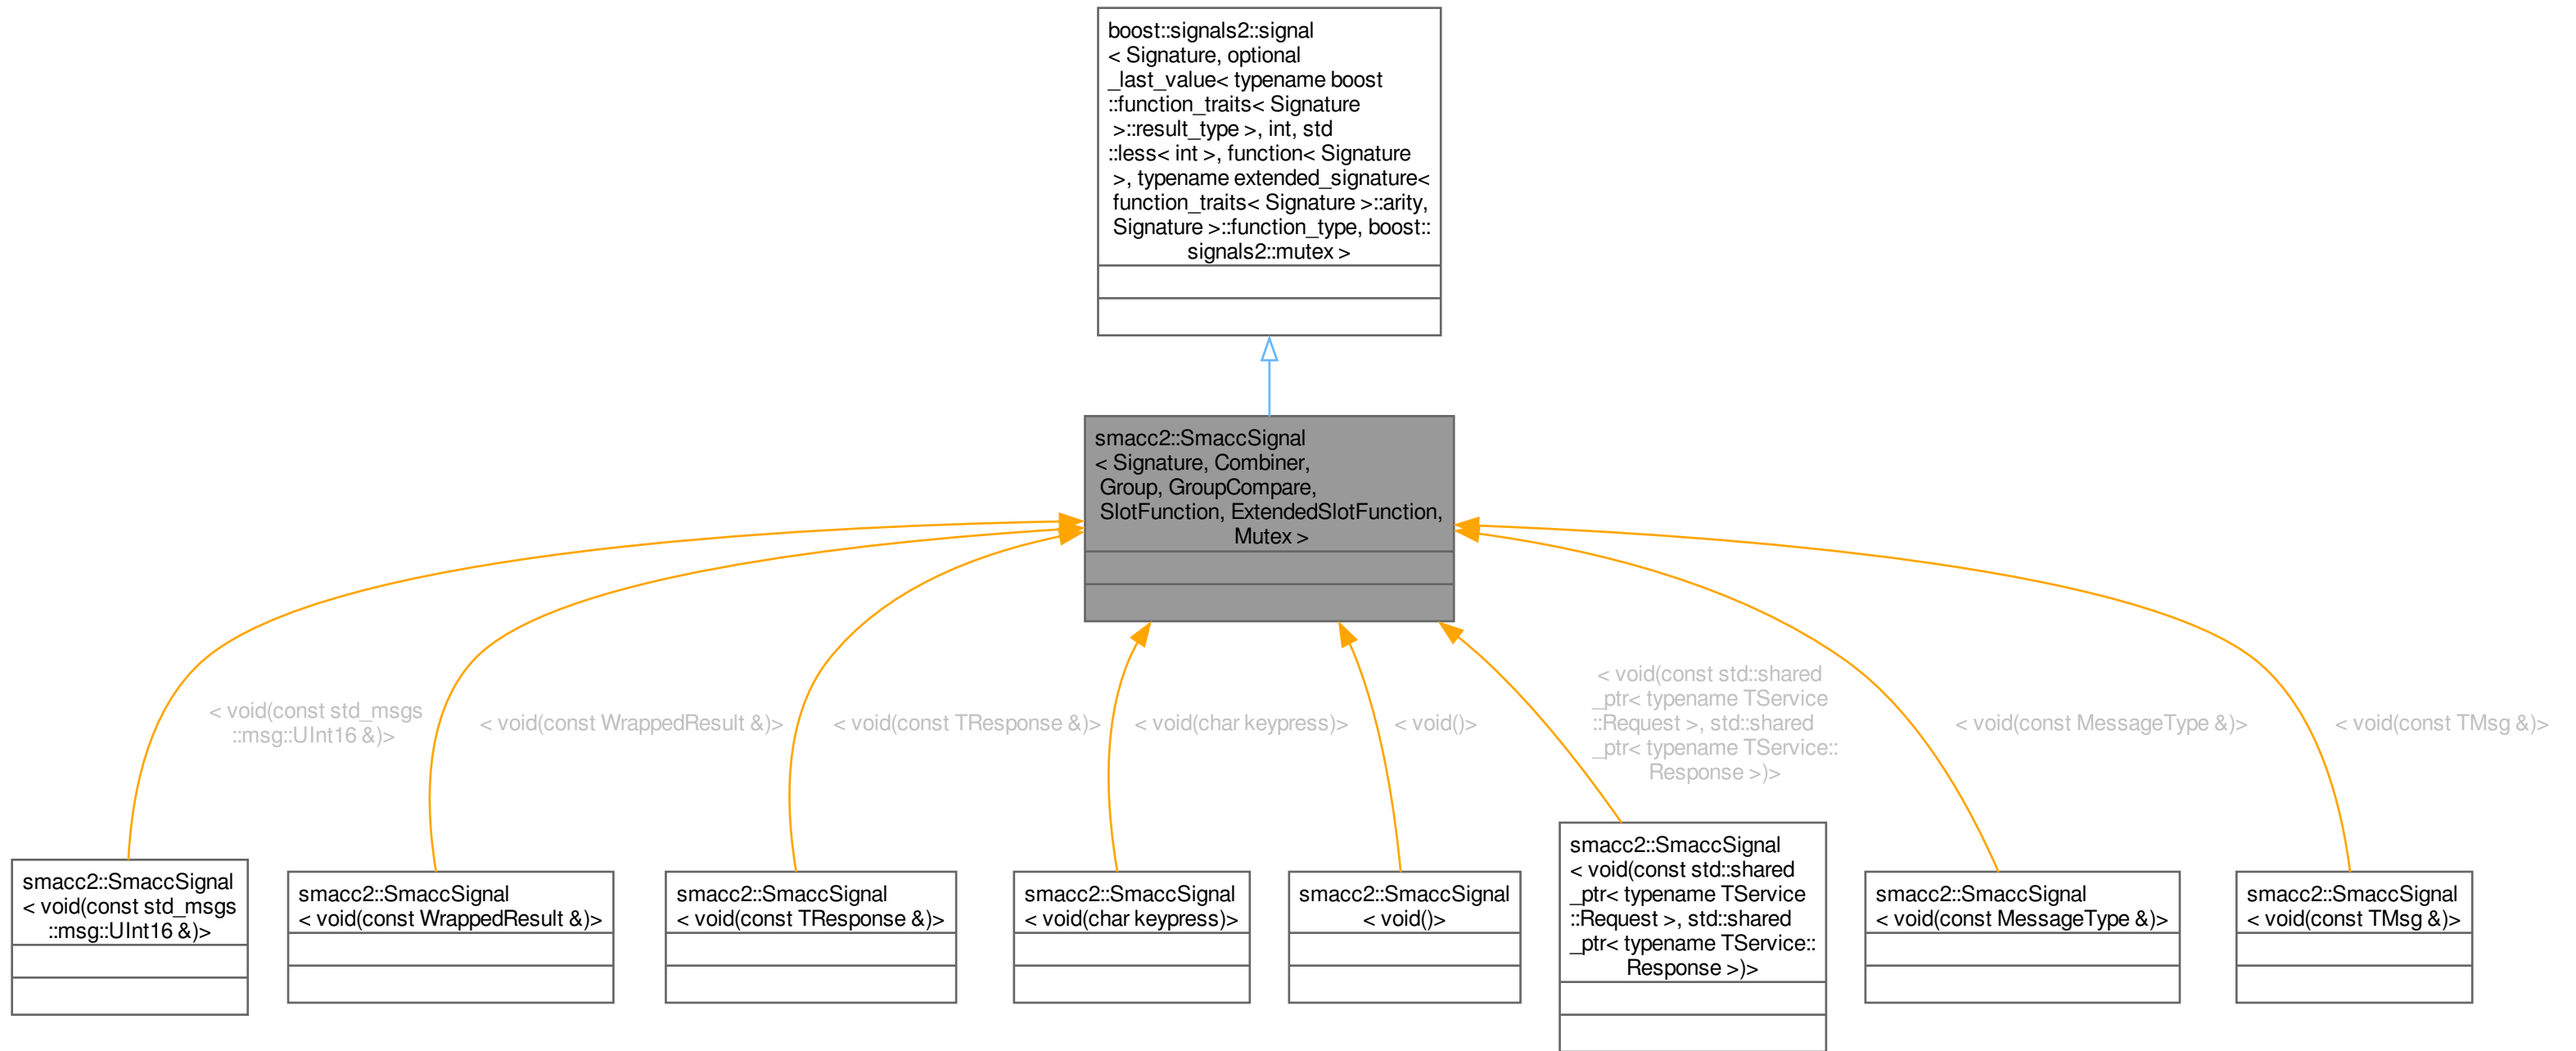 boost::signals2::signal
< Signature, optional
_last_value< typename boost
::function_traits< Signature
>::result_type >, int, std
::less< int >, function< Signature
>, typename extended_signature<
function_traits< Signature >::arity,
Signature >::function_type, boost::
signals2::mutex >
smacc2::SmaccSignal
< Signature, Combiner,
Group, GroupCompare,
SlotFunction, ExtendedSlotFunction,
Mutex >
< void(const std_msgs
::msg::UInt16 &)>
< void(const WrappedResult &)>
< void(const TResponse &)>
< void(char keypress)>
< void()>
< void(const std::shared
_ptr< typename TService
::Request >, std::shared
_ptr< typename TService::
Response >)>
< void(const MessageType &)>
< void(const TMsg &)>
smacc2::SmaccSignal
< void(const std_msgs
::msg::UInt16 &)>
smacc2::SmaccSignal
< void(const WrappedResult &)>
smacc2::SmaccSignal
< void(const TResponse &)>
smacc2::SmaccSignal
< void(char keypress)>
smacc2::SmaccSignal
< void()>
smacc2::SmaccSignal
< void(const std::shared
_ptr< typename TService
::Request >, std::shared
_ptr< typename TService::
Response >)>
smacc2::SmaccSignal
< void(const MessageType &)>
smacc2::SmaccSignal
< void(const TMsg &)>